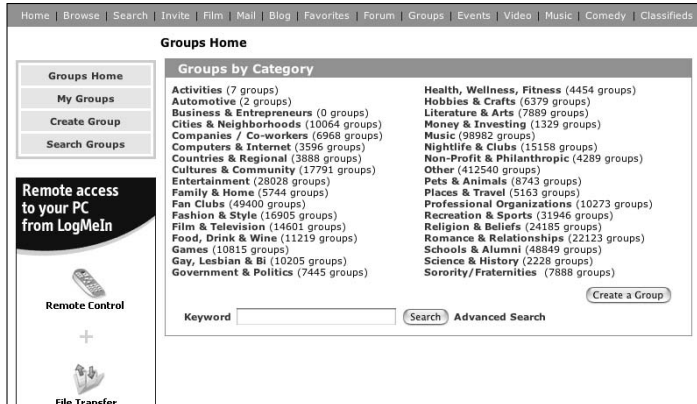 Home | Browse | Search | Invite | Film | Mail | Blog | Favorites | Forum | Groups | Events | Video | Music | Comedy | Classifieds
Groups Home
Groups Home
My Groups
Create Group
Search Groups
Remote access
to your PC
from LogMeIn
Remote Control
+
File Transfer
Groups by Category
Activities (7 groups)
Automotive (2 groups)
Business & Entrepreneurs (0 groups)
Cities & Neighborhoods (10064 groups)
Companies / Co-workers (6968 groups)
Computers & Internet (3596 groups)
Countries & Regional (3888 groups)
Cultures & Community (17791 groups)
Entertainment (28028 groups)
Family & Home (5744 groups)
Fan Clubs (49400 groups)
Fashion & Style (16905 groups)
Film & Television (14601 groups)
Food, Drink & Wine (11219 groups)
Games (10815 groups)
Gay, Lesbian & Bi (10205 groups)
Government & Politics (7445 groups)
Health, Wellness, Fitness (4454 groups)
Hobbies & Crafts (6379 groups)
Literature & Arts (7889 groups)
Money & Investing (1329 groups)
Music (98982 groups)
Nightlife & Clubs (15158 groups)
Non-Profit & Philanthropic (4289 groups)
Other (412540 groups)
Pets & Animals (8743 groups)
Places & Travel (5163 groups)
Professional Organizations (10273 groups)
Recreation & Sports (31946 groups)
Religion & Beliefs (24185 groups)
Romance & Relationships (22123 groups)
Schools & Alumni (48849 groups)
Science & History (2228 groups)
Sorority/Fraternities (7888 groups)
Create a Group
Keyword Search Advanced Search